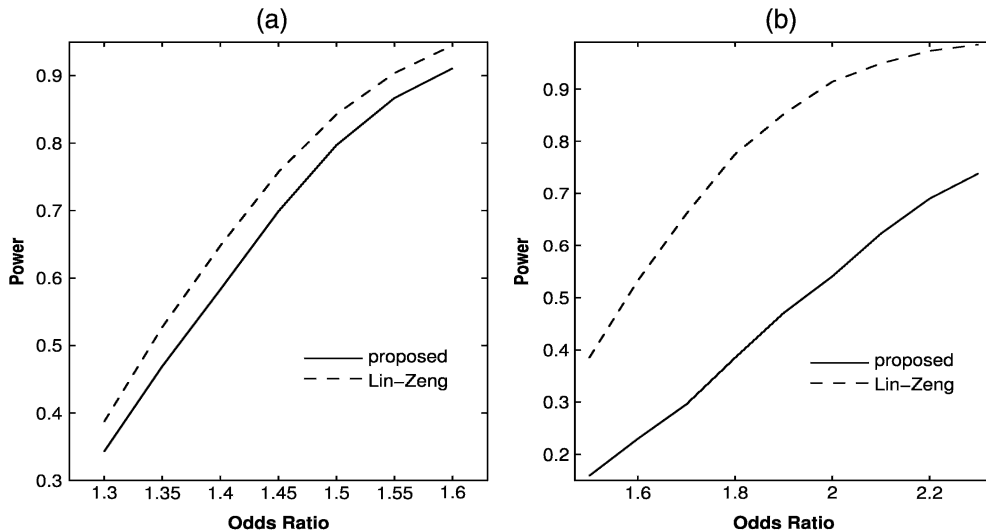 (a)
Power
0.9
0.8
0.7
0.6
0.5
0.4
0.3
proposed
Lin−Zeng
1.3 1.35 1.4 1.45 1.5 1.55 1.6
Odds Ratio
(b)
Power
0.9
0.8
0.7
0.6
0.5
0.4
0.3
0.2
proposed
Lin−Zeng
1.6 1.8 2 2.2
Odds Ratio